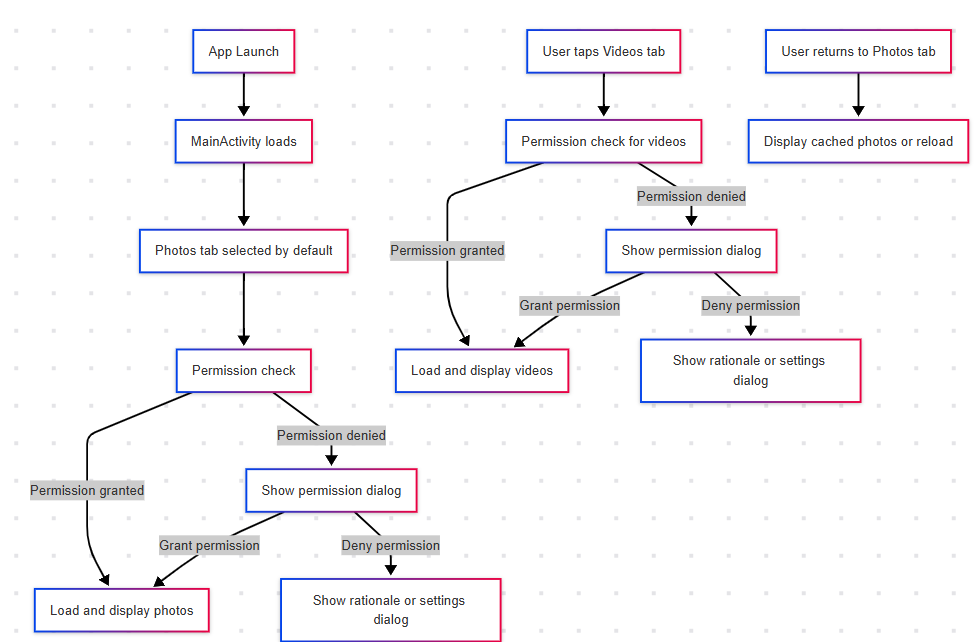 App Launch
User taps Videos tab
User returns to Photos tab
MainActivity loads
Permission check for videos
Display cached photos or reload
Permission denied
Photos tab selected by default
Permission granted
Show permission dialog
Grant permission
Deny permission
Permission check
Load and display videos
Show rationale or settings
dialog
Permission denied
Permission granted
Show permission dialog
Grant permission
Deny permission
Load and display photos
Show rationale or settings
dialog